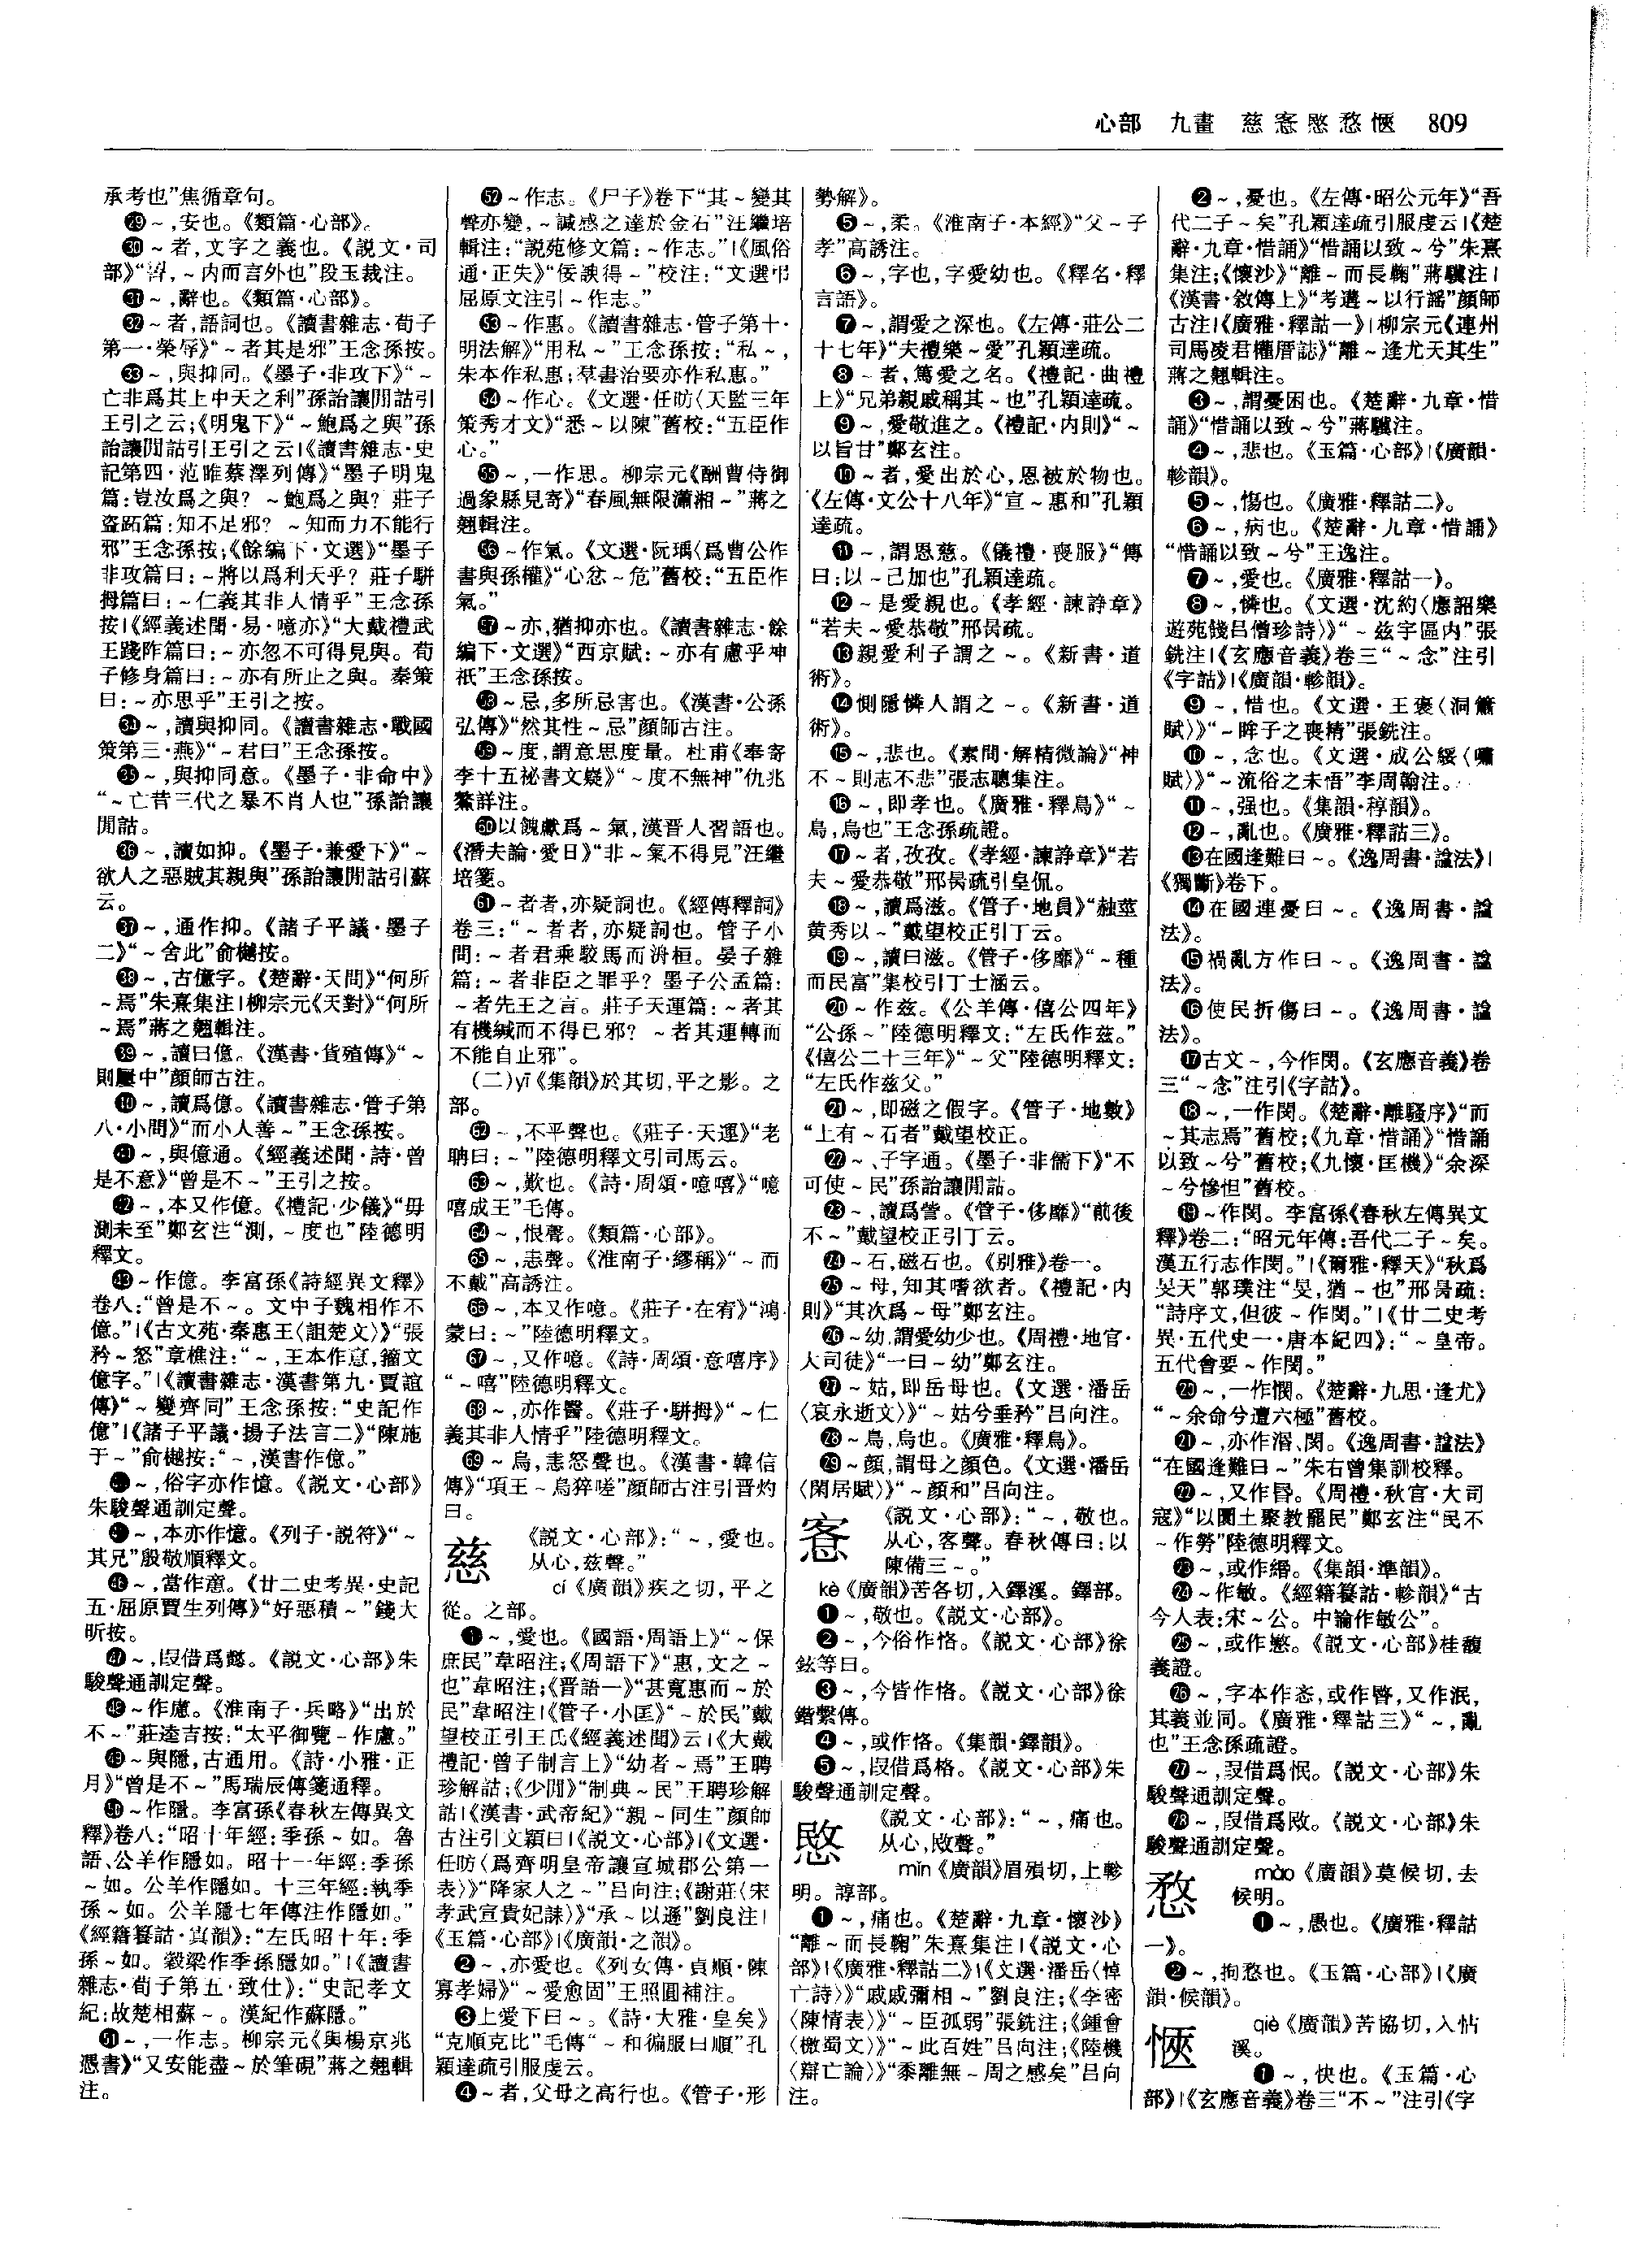 心部　九畫　慈愙愍愗愜　809
承考也”焦循章句。
㉙～,安也。《類篇·心部》。
㉚～者,文字之義也。《説文·司
部》“䛐,～内而言外也”段玉裁注。
㉛～,辭也。《類篇·心部》。
㉜～者,語詞也。《讀書雜志·荀子
第一·榮辱》“～者其是邪”王念孫按。
㉝～,與抑同。《墨子·非攻下》“～
亡非爲其上中天之利”孫詒讓閒詁引
王引之云;《明鬼下》“～鮑爲之與”孫
詒讓閒詁引王引之云|《讀書雜志·史
記第四·范雎蔡澤列傳》“墨子明鬼
篇:豈汝爲之與？～鮑爲之與？莊子
盜跖篇:知不足邪？～知而力不能行
邪”王念孫按;《餘編下·文選》“墨子
非攻篇曰:～將以爲利天乎？莊子駢
拇篇曰:～仁義其非人情乎”王念孫
按|《經義述聞·易·噫亦》“大戴禮武
王踐阼篇曰:～亦忽不可得見與。荀
子修身篇曰:～亦有所止之與。秦策
曰:～亦思乎”王引之按。
㉞～,讀與抑同。《讀書雜志·戰國
策第三·燕》“～君曰”王念孫按。
㉟～,與抑同意。《墨子·非命中》
“～亡昔三代之暴不肖人也”孫詒讓
閒詁。
㊱～,讀如抑。《墨子·兼愛下》“～
欲人之惡賊其親與”孫詒讓閒詁引蘇
云。
㊲～,通作抑。《諸子平議·墨子
二》“～舍此”俞樾按。
㊳～,古億字。《楚辭·天問》“何所
～焉”朱熹集注|柳宗元《天對》“何所
～焉”蔣之翹輯注。
㊴～,讀曰億。《漢書·貨殖傳》“～
則屢中”顔師古注。
㊵～,讀爲億。《讀書雜志·管子第
八·小問》“而小人善～”王念孫按。
㊶～,與億通。《經義述聞·詩·曾
是不意》“曾是不～”王引之按。
㊷～,本又作億。《禮記·少儀》“毋
測未至”鄭玄注“測,～度也”陸德明
釋文。
㊸～作億。李富孫《詩經異文釋》
卷八:“曾是不～。文中子魏相作不
億。”|《古文苑·秦惠王〈詛楚文〉》“張
矜～怒”章樵注:“～,王本作意,籀文
億字。”|《讀書雜志·漢書第九·賈誼
傳》“～變齊同”王念孫按:“史記作
億”|《諸子平議·揚子法言二》“陳施
于～”俞樾按:“～,漢書作億。”
㊹～,俗字亦作憶。《説文·心部》
朱駿聲通訓定聲。
㊺～,本亦作憶。《列子·説符》“～
其兄”殷敬順釋文。
㊻～,當作意。《廿二史考異·史記
五·屈原賈生列傳》“好惡積～”錢大
昕按。
㊼～,叚借爲懿。《説文·心部》朱
駿聲通訓定聲。
㊽～作慮。《淮南子·兵略》“出於
不～”莊逵吉按:“太平御覽～作慮。”
㊾～與隱,古通用。《詩·小雅·正
月》“曾是不～”馬瑞辰傳箋通釋。
㊿～作隱。李富孫《春秋左傳異文
釋》卷八:“昭十年經:季孫～如。魯
語、公羊作隱如。昭十一年經:季孫
～如。公羊作隱如。十三年經:執季
孫～如。公羊隱七年傳注作隱如。”
《經籍籑詁·寘韻》:“左氏昭十年:季
孫～如。穀梁作季孫隱如。”|《讀書
雜志·荀子第五·致仕》:“史記孝文
紀:故楚相蘇～。漢紀作蘇隱。”
51～,一作志。柳宗元《與楊京兆
憑書》“又安能盡～於筆硯”蔣之翹輯
注。
52～作志。《尸子》卷下“其～變其
聲亦變,～誠感之達於金石”汪繼培
輯注:“説苑修文篇:～作志。”|《風俗
通·正失》“佞諛得～”校注:“文選弔
屈原文注引～作志。”
53～作惠。《讀書雜志·管子第十·
明法解》“用私～”王念孫按:“私～,
朱本作私惠;羣書治要亦作私惠。”
54～作心。《文選·任昉〈天監三年
策秀才文〉》“悉～以陳”舊校:“五臣作
心。”
55～,一作思。柳宗元《酬曹侍御
過象縣見寄》“春風無限瀟湘～”蔣之
翹輯注。
56～作氣。《文選·阮瑀〈爲曹公作
書與孫權〉》“心忿～危”舊校:“五臣作
氣。”
57～亦,猶抑亦也。《讀書雜志·餘
編下·文選》“西京賦:～亦有慮乎神
祇”王念孫按。
58～忌,多所忌害也。《漢書·公孫
弘傳》“然其性～忌”顔師古注。
59～度,謂意思度量。杜甫《奉寄
李十五祕書文嶷》“～度不無神”仇兆
鰲詳注。
60以餽獻爲～氣,漢晉人習語也。
《潛夫論·愛日》“非～氣不得見”汪繼
培箋。
61～者者,亦疑詞也。《經傳釋詞》
卷三:“～者者,亦疑詞也。管子小
問:～者君乘駮馬而洀桓。晏子雜
篇:～者非臣之罪乎？墨子公孟篇:
～者先王之言。莊子天運篇:～者其
有機緘而不得已邪？～者其運轉而
不能自止邪”。
(二)yī《集韻》於其切,平之影。之
部。
62～,不平聲也。《莊子·天運》“老
聃曰:～”陸德明釋文引司馬云。
63～,歎也。《詩·周頌·噫嘻》“噫
嘻成王”毛傳。
64～,恨聲。《類篇·心部》。
65～,恚聲。《淮南子·繆稱》“～而
不戴”高誘注。
66～,本又作噫。《莊子·在宥》“鴻
蒙曰:～”陸德明釋文。
67～,又作噫。《詩·周頌·意嘻序》
“～嘻”陸德明釋文。
68～,亦作醫。《莊子·駢拇》“～仁
義其非人情乎”陸德明釋文。
69～烏,恚怒聲也。《漢書·韓信
傳》“項王～烏猝嗟”顔師古注引晉灼
曰。
慈　《説文·心部》:“～,愛也。
从心,兹聲。”
cí《廣韻》疾之切,平之
從。之部。
❶～,愛也。《國語·周語上》“～保
庶民”韋昭注;《周語下》“惠,文之～
也”韋昭注;《晋語一》“甚寬惠而～於
民”韋昭注|《管子·小匡》“～於民”戴
望校正引王氏《經義述聞》云|《大戴
禮記·曾子制言上》“幼者～焉”王聘
珍解詁;《少閒》“制典～民”王聘珍解
詁|《漢書·武帝紀》“親～同生”顔師
古注引文穎曰|《説文·心部》|《文選·
任昉〈爲齊明皇帝讓宣城郡公第一
表〉》“降家人之～”吕向注;《謝莊〈宋
孝武宣貴妃誄〉》“承～以遜”劉良注|
《玉篇·心部》|《廣韻·之韻》。
❷～,亦愛也。《列女傳·貞順·陳
寡孝婦》“～愛愈固”王照圓補注。
❸上愛下曰～。《詩·大雅·皇矣》
“克順克比”毛傳“～和徧服曰順”孔
穎達疏引服虔云。
❹～者,父母之高行也。《管子·形
勢解》。
❺～,柔。《淮南子·本經》“父～子
孝”高誘注。
❻～,字也,字愛幼也。《釋名·釋
言語》。
❼～,謂愛之深也。《左傳·莊公二
十七年》“夫禮樂～愛”孔穎達疏。
❽～者,篤愛之名。《禮記·曲禮
上》“兄弟親戚稱其～也”孔穎達疏。
❾～,愛敬進之。《禮記·内則》“～
以旨甘”鄭玄注。
❿～者,愛出於心,恩被於物也。
《左傳·文公十八年》“宣～惠和”孔穎
達疏。
⓫～,謂恩慈。《儀禮·喪服》“傳
曰:以～己加也”孔穎達疏。
⓬～是愛親也。《孝經·諫諍章》
“若夫～愛恭敬”邢昺疏。
⓭親愛利子謂之～。《新書·道
術》。
⓮惻隱憐人謂之～。《新書·道
術》。
⓯～,悲也。《素問·解精微論》“神
不～則志不悲”張志聰集注。
⓰～,即孝也。《廣雅·釋鳥》“～
烏,烏也”王念孫疏證。
⓱～者,孜孜。《孝經·諫諍章》“若
夫～愛恭敬”邢昺疏引皇侃。
⓲～,讀爲滋。《管子·地員》“赨莖
黄秀以～”戴望校正引丁云。
⓳～,讀曰滋。《管子·侈靡》“～種
而民富”集校引丁士涵云。
⓴～作兹。《公羊傳·僖公四年》
“公孫～”陸德明釋文:“左氏作兹。”
《僖公二十三年》“～父”陸德明釋文:
“左氏作兹父。”
㉑～,即磁之假字。《管子·地數》
“上有～石者”戴望校正。
㉒～、子字通。《墨子·非儒下》“不
可使～民”孫詒讓閒詁。
㉓～,讀爲訾。《管子·侈靡》“前後
不～”戴望校正引丁云。
㉔～石,磁石也。《别雅》卷一。
㉕～母,知其嗜欲者。《禮記·内
則》“其次爲～母”鄭玄注。
㉖～幼,謂愛幼少也。《周禮·地官·
大司徒》“一曰～幼”鄭玄注。
㉗～姑,即岳母也。《文選·潘岳
〈哀永逝文〉》“～姑兮垂矜”吕向注。
㉘～烏,烏也。《廣雅·釋鳥》。
㉙～顔,謂母之顔色。《文選·潘岳
〈閑居賦〉》“～顔和”吕向注。
愙　《説文·心部》:“～,敬也。
从心,客聲。春秋傳曰:以
陳備三～。”
kè《廣韻》苦各切,入鐸溪。鐸部。
❶～,敬也。《説文·心部》。
❷～,今俗作恪。《説文·心部》徐
鉉等曰。
❸～,今皆作恪。《説文·心部》徐
鍇繫傳。
❹～,或作恪。《集韻·鐸韻》。
❺～,叚借爲格。《説文·心部》朱
駿聲通訓定聲。
愍　《説文·心部》:“～,痛也。
从心,敃聲。”
mǐn《廣韻》眉殞切,上軫
明。諄部。
❶～,痛也。《楚辭·九章·懷沙》
“離～而長鞠”朱熹集注|《説文·心
部》|《廣雅·釋詁二》|《文選·潘岳〈悼
亡詩〉》“戚戚彌相～”劉良注;《李密
〈陳情表〉》“～臣孤弱”張銑注;《鍾會
〈檄蜀文〉》“～此百姓”吕向注;《陸機
〈辯亡論〉》“黍離無～周之感矣”吕向
注。
❷～,憂也。《左傳·昭公元年》“吾
代二子～矣”孔穎達疏引服虔云|《楚
辭·九章·惜誦》“惜誦以致～兮”朱熹
集注;《懷沙》“離～而長鞠”蔣驥注|
《漢書·敘傳上》“考遘～以行謡”顔師
古注|《廣雅·釋詁一》|柳宗元《連州
司馬凌君權厝誌》“離～逢尤夭其生”
蔣之翹輯注。
❸～,謂憂困也。《楚辭·九章·惜
誦》“惜誦以致～兮”蔣驥注。
❹～,悲也。《玉篇·心部》|《廣韻·
軫韻》。
❺～,傷也。《廣雅·釋詁二》。
❻～,病也。《楚辭·九章·惜誦》
“惜誦以致～兮”王逸注。
❼～,愛也。《廣雅·釋詁一》。
❽～,憐也。《文選·沈約〈應詔樂
遊苑餞吕僧珍詩〉》“～兹宇區内”張
銑注|《玄應音義》卷三“～念”注引
《字詁》|《廣韻·軫韻》。
❾～,惜也。《文選·王褒〈洞簫
賦〉》“～眸子之喪精”張銑注。
❿～,念也。《文選·成公綏〈嘯
賦〉》“～流俗之未悟”李周翰注。
⓫～,强也。《集韻·稕韻》。
⓬～,亂也。《廣雅·釋詁三》。
⓭在國逢難曰～。《逸周書·諡法》|
《獨斷》卷下。
⓮在國連憂曰～。《逸周書·諡
法》。
⓯禍亂方作曰～。《逸周書·諡
法》。
⓰使民折傷曰～。《逸周書·諡
法》。
⓱古文～,今作閔。《玄應音義》卷
三“～念”注引《字詁》。
⓲～,一作閔。《楚辭·離騷序》“而
～其志焉”舊校;《九章·惜誦》“惜誦
以致～兮”舊校;《九懷·匡機》“余深
～兮慘怛”舊校。
⓳～作閔。李富孫《春秋左傳異文
釋》卷二:“昭元年傳:吾代二子～矣。
漢五行志作閔。”|《爾雅·釋天》“秋爲
旻天”郭璞注“旻,猶～也”邢昺疏:
“詩序文,但彼～作閔。”|《廿二史考
異·五代史一·唐本紀四》:“～皇帝。
五代會要～作閔。”
⓴～,一作憫。《楚辭·九思·逢尤》
“～余命兮遭六極”舊校。
㉑～,亦作湣、閔。《逸周書·諡法》
“在國逢難曰～”朱右曾集訓校釋。
㉒～,又作昬。《周禮·秋官·大司
寇》“以圜土聚教罷民”鄭玄注“民不
～作勞”陸德明釋文。
㉓～,或作緡。《集韻·準韻》。
㉔～作敏。《經籍籑詁·軫韻》“古
今人表:宋～公。中論作敏公”。
㉕～,或作慜。《説文·心部》桂馥
義證。
㉖～,字本作忞,或作暋,又作泯,
其義並同。《廣雅·釋詁三》“～,亂
也”王念孫疏證。
㉗～,叚借爲怋。《説文·心部》朱
駿聲通訓定聲。
㉘～,叚借爲敃。《説文·心部》朱
駿聲通訓定聲。
愗　mào《廣韻》莫候切,去
候明。
❶～,愚也。《廣雅·釋詁
一》。
❷～,拘愗也。《玉篇·心部》|《廣
韻·候韻》。
愜　qiè《廣韻》苦協切,入帖
溪。
❶～,快也。《玉篇·心
部》|《玄應音義》卷三“不～”注引《字